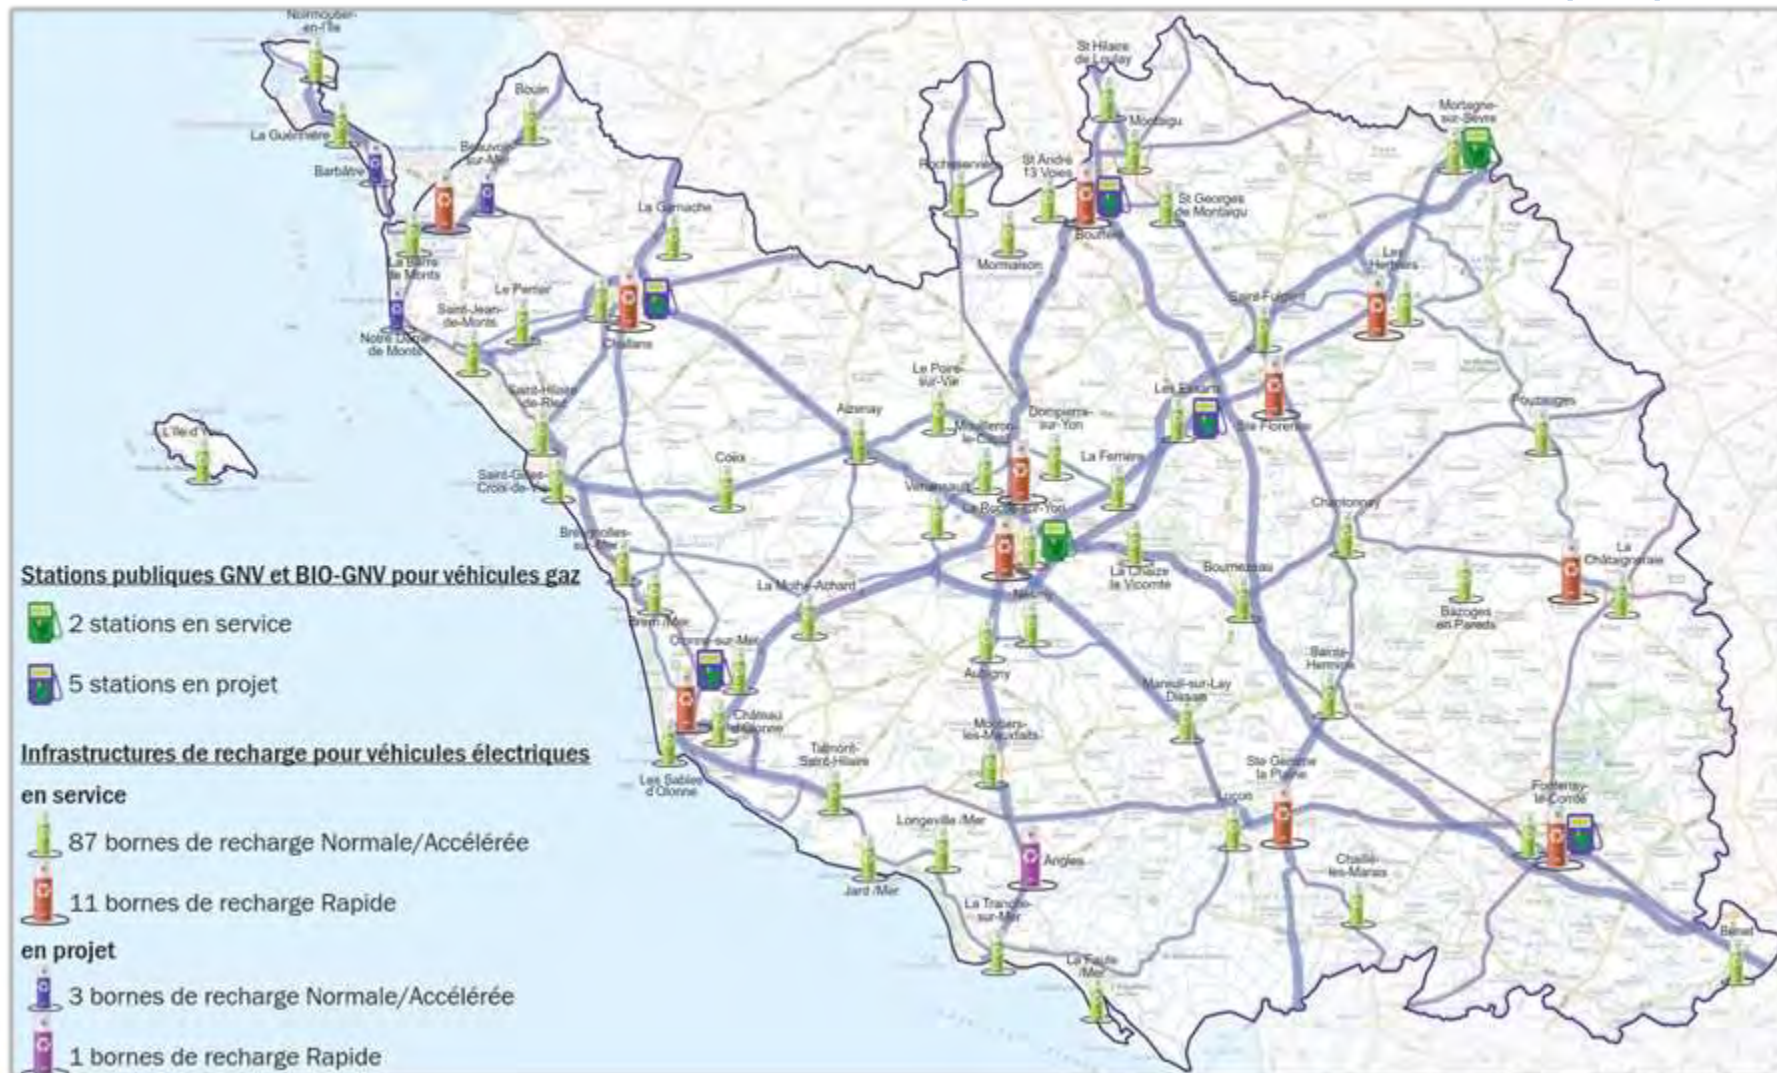 Noirmoutier-
en-l'Île
La Guérinière
Barbâtre
Bouin
Beauvoir-
sur-Mer
La Garnache
La Barre
de Monts
Notre Dame
de Monts
Le Perrier
Saint-Jean-
de-Monts
Challans
Rocheservière
St Hilaire
de Loulay
Montaigu
St André
13 Voies
Boufféré
St Georges
de Montaigu
Mormaison
Mortagne-
sur-Sèvre
Les
Herbiers
Saint-Fulgent
Les Essarts
Ste Florence
Pouzauges
L'île d'Yeu
Saint-Hilaire
de-Riez
Saint-Gilles-
Croix-de-Vie
Coëx
Aizenay
Le Poiré-
sur-Vie
Mouilleron-
le-Captif
Dompierre-
sur-Yon
La Ferrière
Venansault
La Roche-sur-Yon
La Chaize
le Vicomte
Bournezeau
Chantonnay
Bazoges
en Pareds
La
Châtaigneraie
Brétignolles-
sur-Mer
Brem /Mer
La Mothe-Achard
Olonne-sur-Mer
Château
d'Olonne
Les Sables
d'Olonne
Talmont-
Saint-Hilaire
Nesmy
Aubigny
Moutiers-
les-Mauxfaits
Mareuil-sur-Lay
Dissais
Sainte-
Hermine
Ste Gemme
la Plaine
Luçon
Fontenay-
le-Comte
Longeville /Mer
Jard /Mer
Angles
La Tranche-
sur-Mer
La Faute
/Mer
Chaillé-
les-Marais
Benet
Stations publiques GNV et BIO-GNV pour véhicules gaz
2 stations en service
5 stations en projet
Infrastructures de recharge pour véhicules électriques
en service
87 bornes de recharge Normale/Accélérée
11 bornes de recharge Rapide
en projet
3 bornes de recharge Normale/Accélérée
1 bornes de recharge Rapide